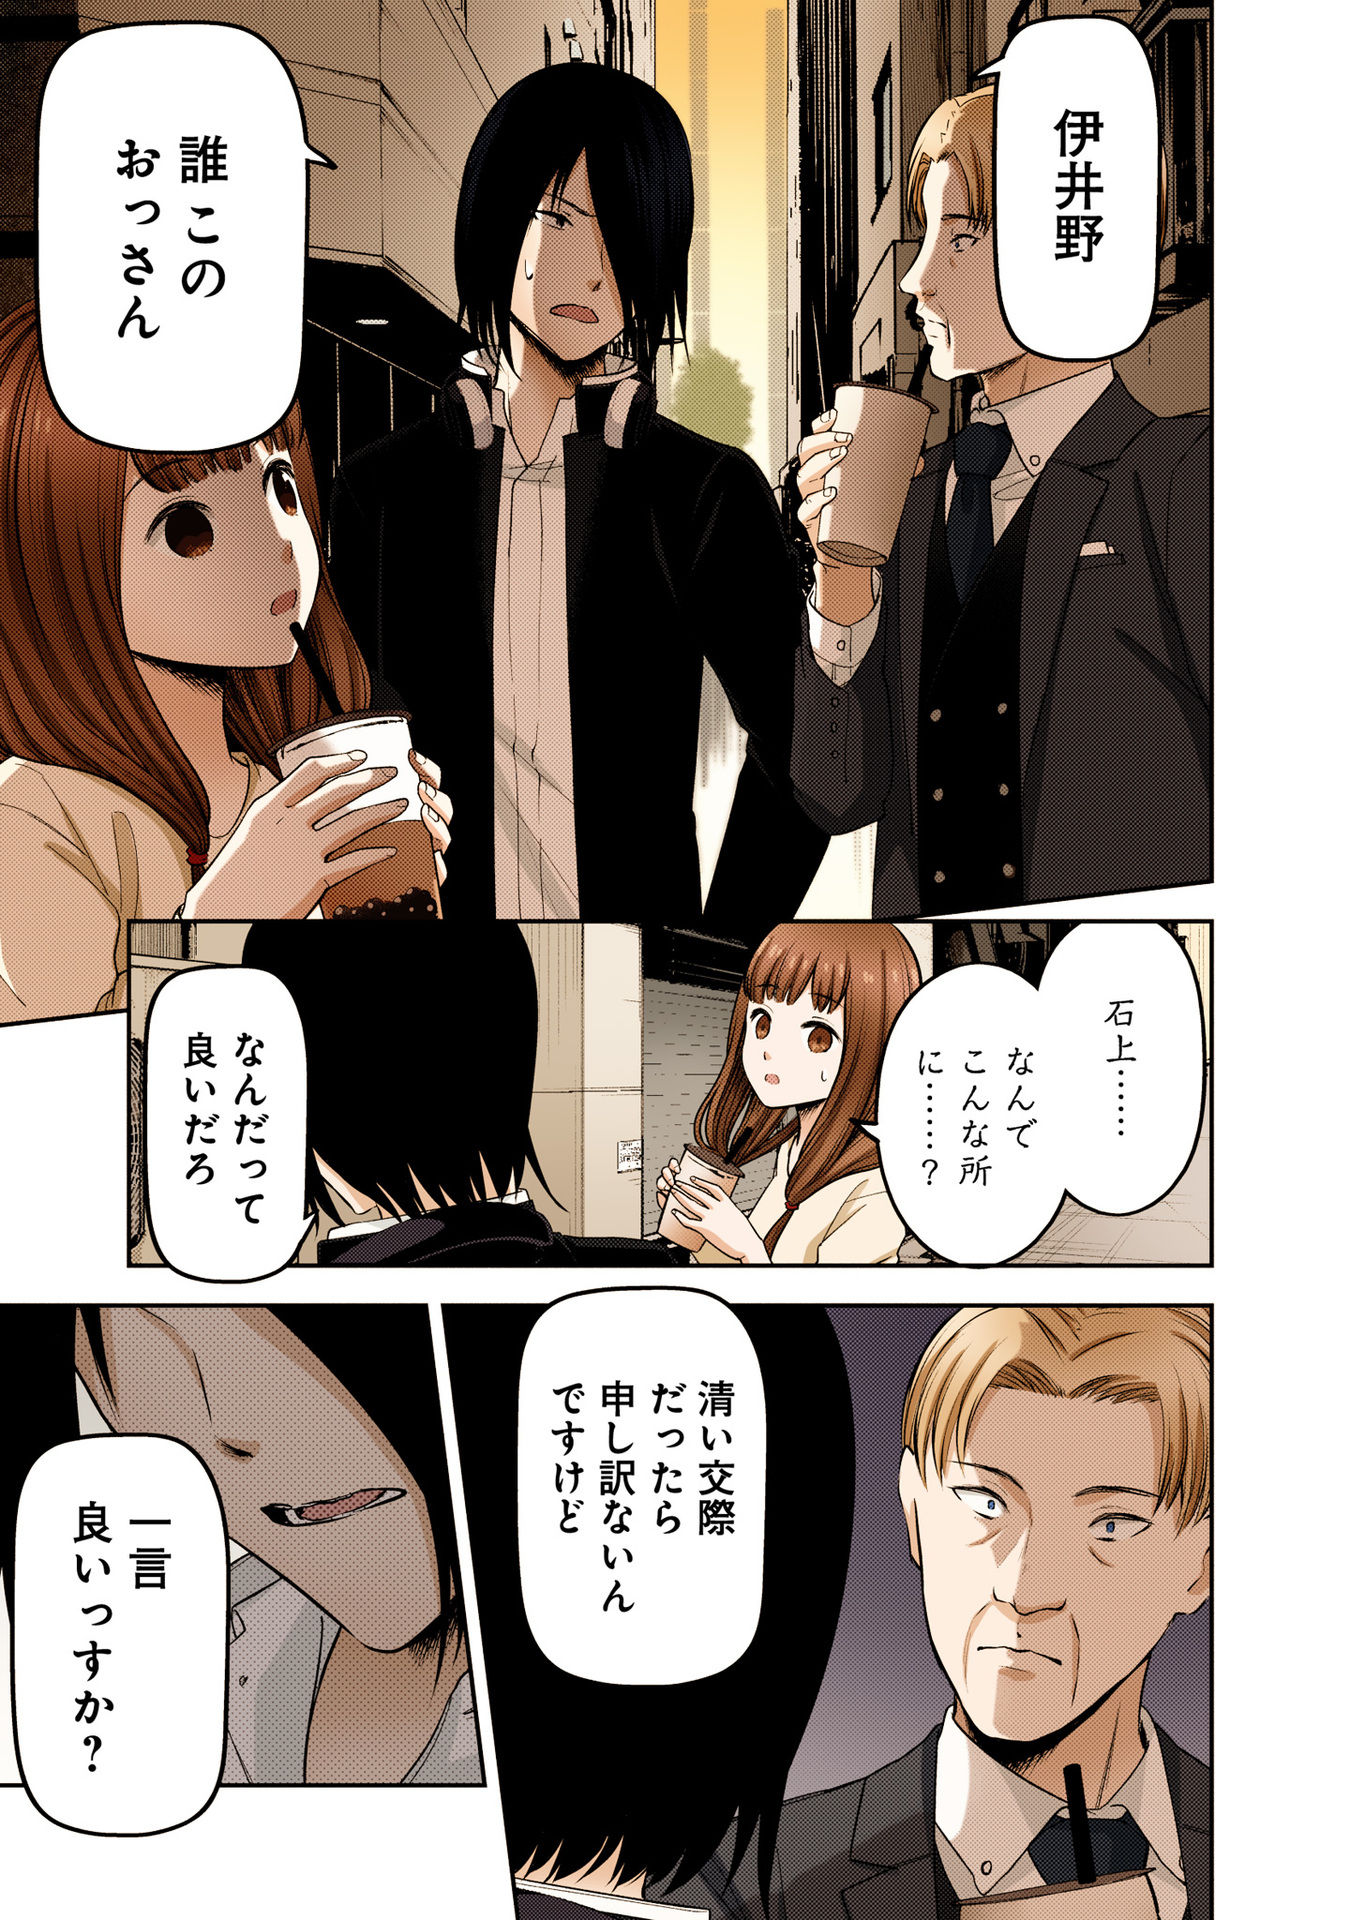 伊井野
誰この
おっさん
石上……
なんで
こんな所
に……？
なんだって
良いだろ
清い交際
だったら
申し訳ないん
ですけど
一言
良いっすか？